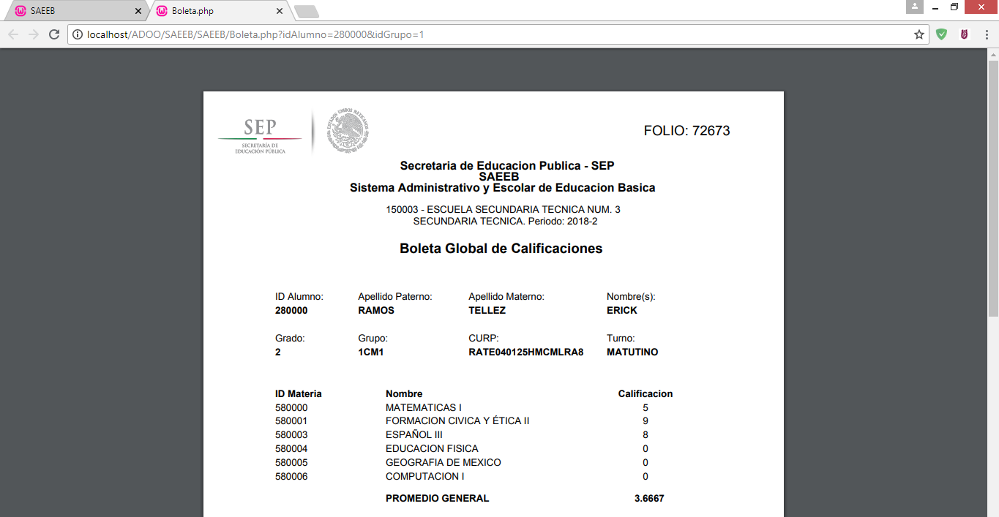 SAEEB
Boleta.php
localhost/ADOO/SAEEB/SAEEB/Boleta.php?idAlumno=280000&idGrupo=1
SEP
SECRETARÍA DE
EDUCACIÓN PÚBLICA
ESTADOS UNIDOS MEXICANOS
FOLIO: 72673
Secretaria de Educacion Publica - SEP
SAEEB
Sistema Administrativo y Escolar de Educacion Basica
150003 - ESCUELA SECUNDARIA TECNICA NUM. 3
SECUNDARIA TECNICA. Periodo: 2018-2
Boleta Global de Calificaciones
ID Alumno: Apellido Paterno: Apellido Materno: Nombre(s):
280000 RAMOS TELLEZ ERICK
Grado: Grupo: CURP: Turno:
2 1CM1 RATE040125HMCMLRA8 MATUTINO
ID Materia Nombre Calificacion
580000 MATEMATICAS I 5
580001 FORMACION CIVICA Y ÉTICA II 9
580003 ESPAÑOL III 8
580004 EDUCACION FISICA 0
580005 GEOGRAFIA DE MEXICO 0
580006 COMPUTACION I 0
PROMEDIO GENERAL 3.6667